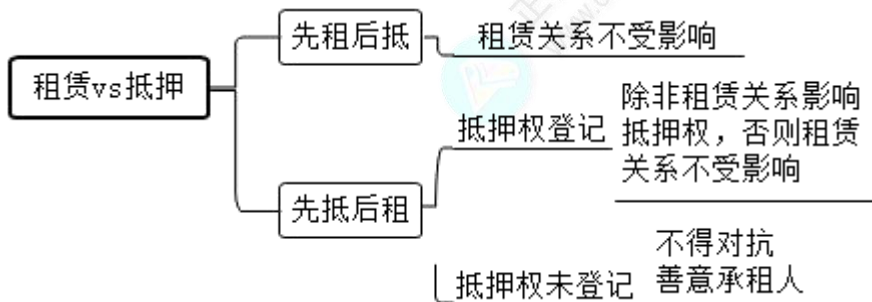 租赁vs抵押
先租后抵
租赁关系不受影响
先抵后租
抵押权登记
除非租赁关系影响
抵押权，否则租赁
关系不受影响
抵押权未登记
不得对抗
善意承租人